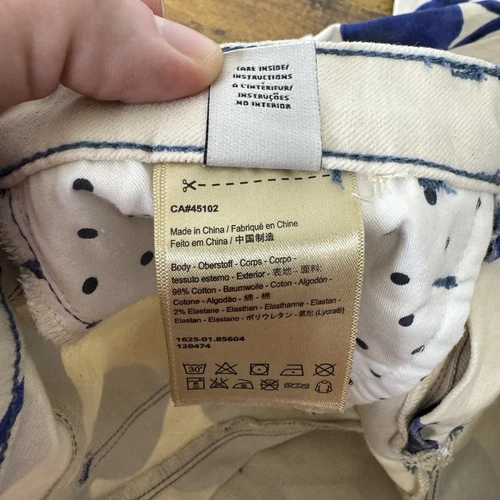 CARE INSIDE/
INSTRUCTIONS
À L'INTÉRIEUR/
INSTRUÇÕES
NO INTERIOR
CA#45102
Made in China / Fabriqué en Chine
Feito em China / 中国制造
Body - Oberstoff - Corps - Corpo -
tessuto esterno - Exterior - 表地 - 面料:
98% Cotton - Baumwolle - Coton -
Cotone - Algodão - 綿 - 棉
2% Elastane - Elasthan - Elasthanne - Elastan -
Elastan - Elastano - ポリウレタン - (Lycra®)
1625-01.85604
128474
30°